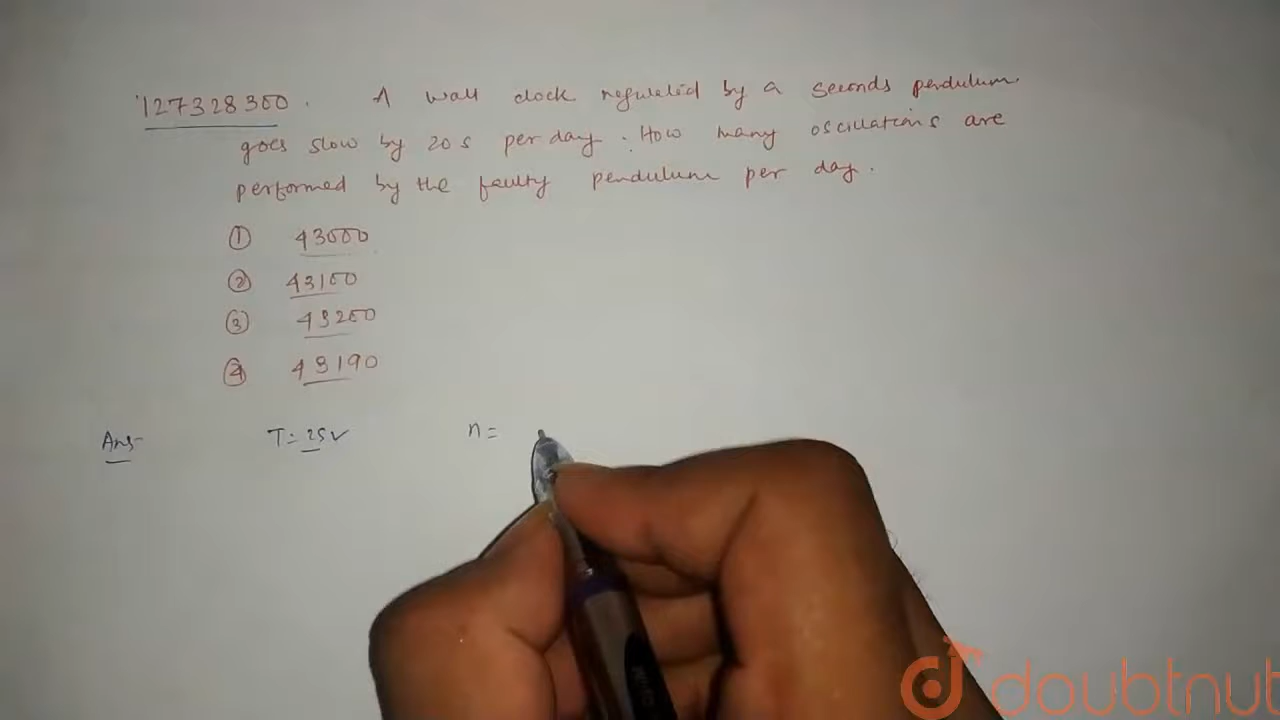 127328300. A wall clock regulated by a seconds pendulum
goes slow by 20 s per day. How many oscillations are
performed by the faulty pendulum per day.
① 43000
② 43100
③ 43200
④ 43190
Ans- T = 2S✓ n =
doubtnut